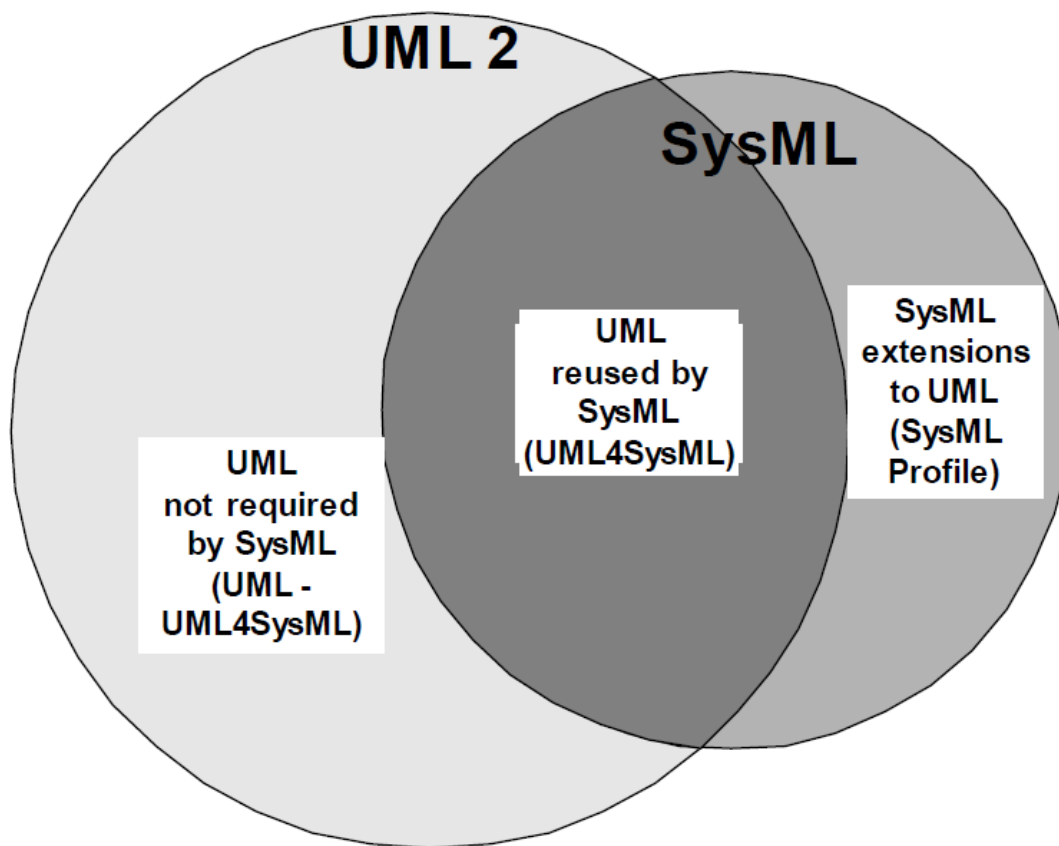 UML 2
SysML
UML
reused by
SysML
(UML4SysML)
SysML
extensions
to UML
(SysML
Profile)
UML
not required
by SysML
(UML -
UML4SysML)